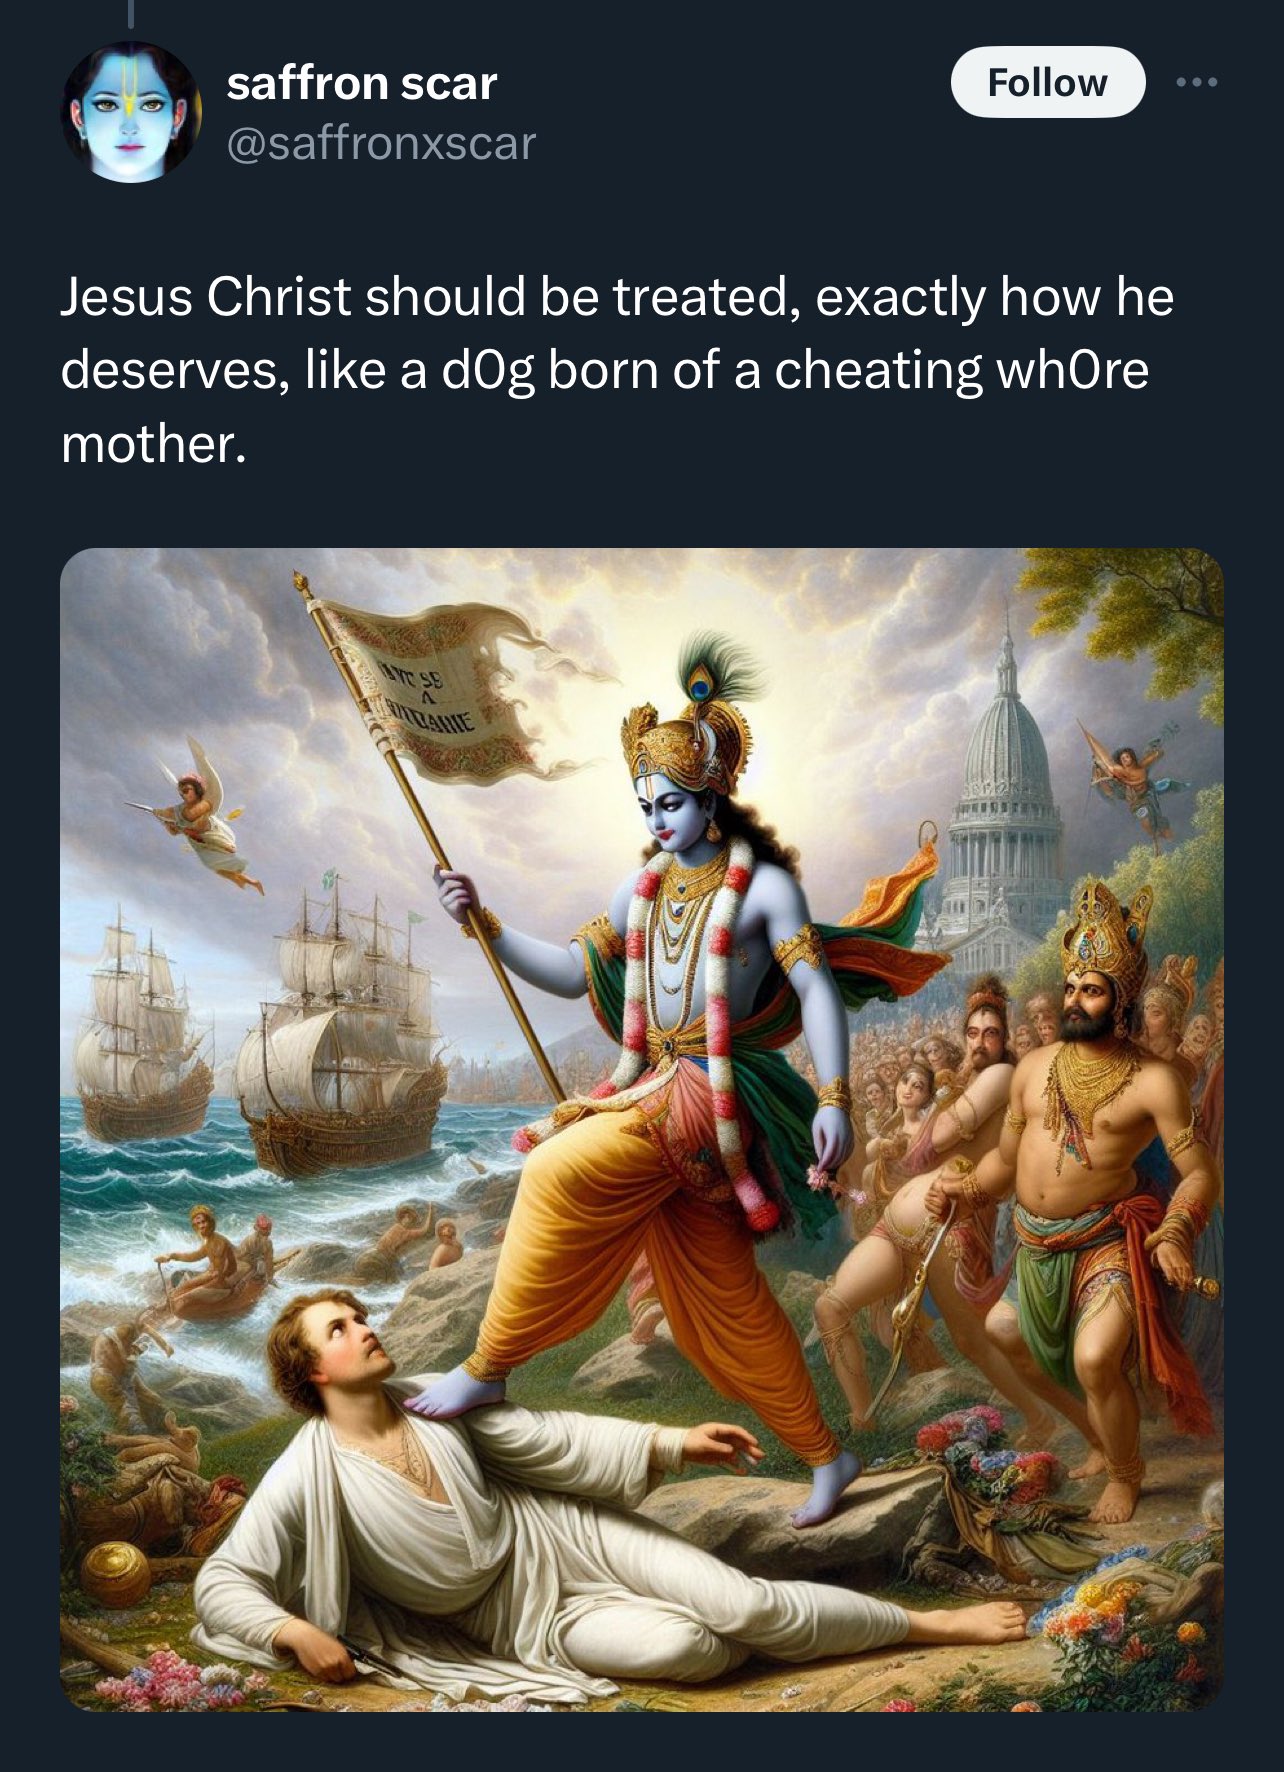 saffron scar
Follow
@saffronxscar
Jesus Christ should be treated, exactly how he
deserves, like a d0g born of a cheating wh0re
mother.
A